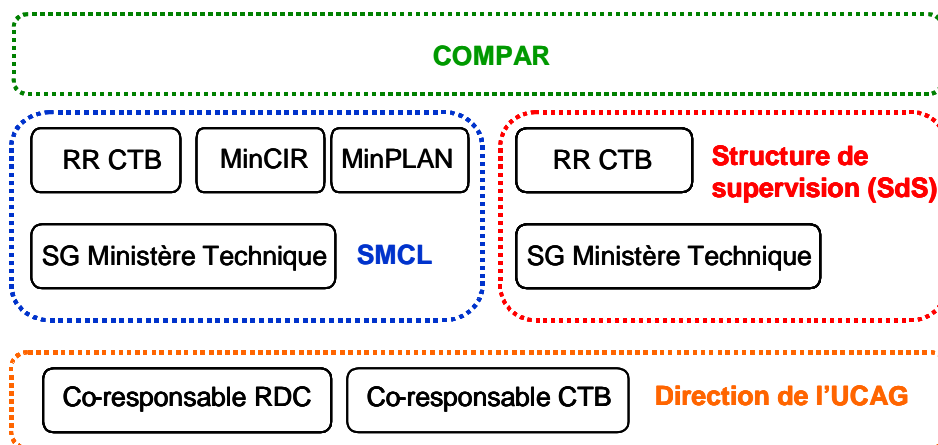 COMPAR
RR CTB
MinCIR
MinPLAN
SG Ministère Technique
SMCL
RR CTB
Structure de
supervision (SdS)
SG Ministère Technique
Co-responsable RDC
Co-responsable CTB
Direction de l’UCAG